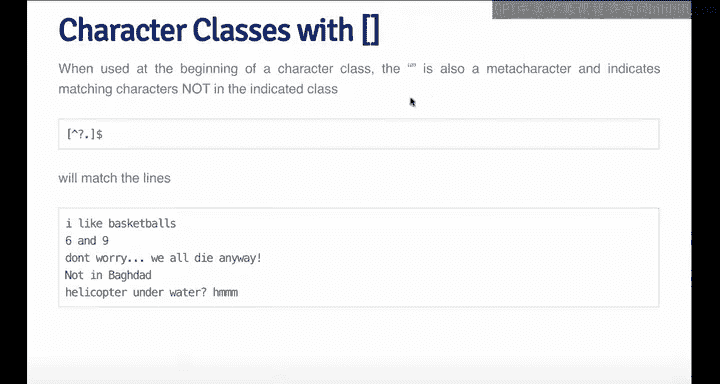 Character Classes with []
When used at the beginning of a character class, the "^" is also a metacharacter and indicates
matching characters NOT in the indicated class
[^?.]$
will match the lines
i like basketballs
6 and 9
dont worry... we all die anyway!
Not in Baghdad
helicopter under water? hmmm